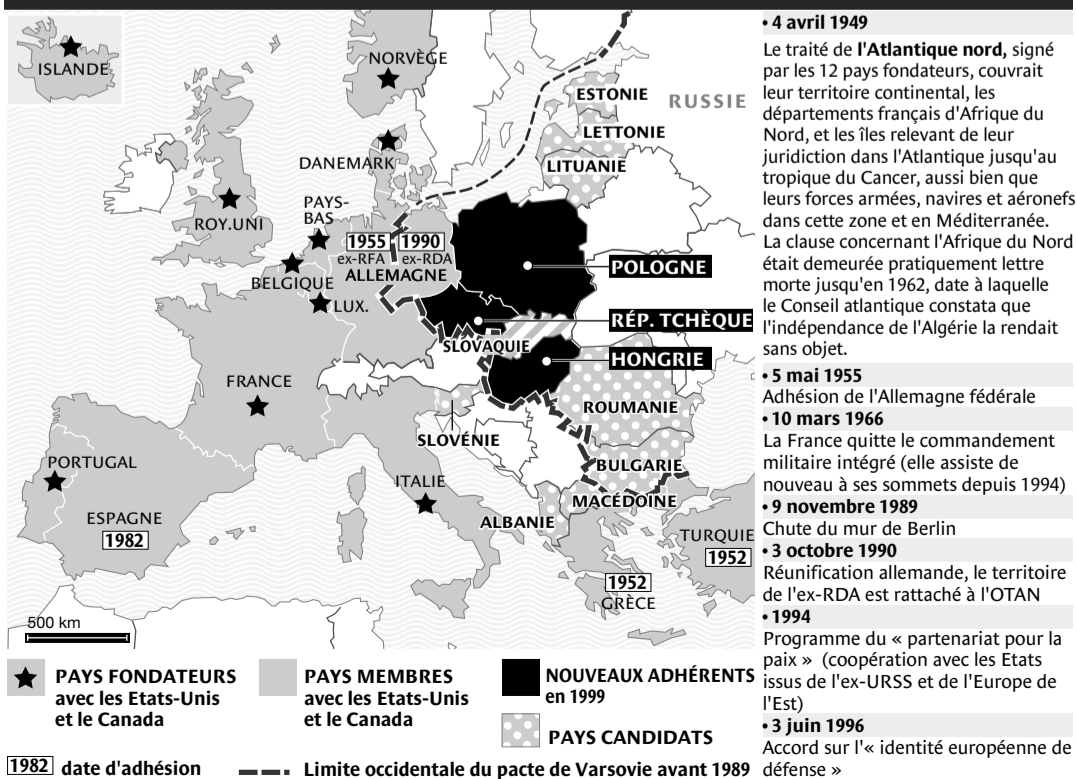 ISLANDE
NORVÈGE
ESTONIE
RUSSIE
LETTONIE
LITUANIE
DANEMARK
ROY.UNI
PAYS-
BAS
1955
1990
ex-RFA
ex-RDA
ALLEMAGNE
BELGIQUE
LUX.
POLOGNE
RÉP. TCHÈQUE
SLOVAQUIE
HONGRIE
FRANCE
ROUMANIE
SLOVÉNIE
PORTUGAL
ITALIE
BULGARIE
MACÉDOINE
ESPAGNE
1982
ALBANIE
TURQUIE
1952
1952
GRÈCE
500 km
PAYS FONDATEURS
avec les Etats-Unis
et le Canada
PAYS MEMBRES
avec les Etats-Unis
et le Canada
NOUVEAUX ADHÉRENTS
en 1999
PAYS CANDIDATS
1982 date d'adhésion
Limite occidentale du pacte de Varsovie avant 1989
• 4 avril 1949
Le traité de l'Atlantique nord, signé
par les 12 pays fondateurs, couvrait
leur territoire continental, les
départements français d'Afrique du
Nord, et les îles relevant de leur
juridiction dans l'Atlantique jusqu'au
tropique du Cancer, aussi bien que
leurs forces armées, navires et aéronefs
dans cette zone et en Méditerranée.
La clause concernant l'Afrique du Nord
était demeurée pratiquement lettre
morte jusqu'en 1962, date à laquelle
le Conseil atlantique constata que
l'indépendance de l'Algérie la rendait
sans objet.
• 5 mai 1955
Adhésion de l'Allemagne fédérale
• 10 mars 1966
La France quitte le commandement
militaire intégré (elle assiste de
nouveau à ses sommets depuis 1994)
• 9 novembre 1989
Chute du mur de Berlin
• 3 octobre 1990
Réunification allemande, le territoire
de l'ex-RDA est rattaché à l'OTAN
• 1994
Programme du « partenariat pour la
paix » (coopération avec les Etats
issus de l'ex-URSS et de l'Europe de
l'Est)
• 3 juin 1996
Accord sur l'« identité européenne de
défense »